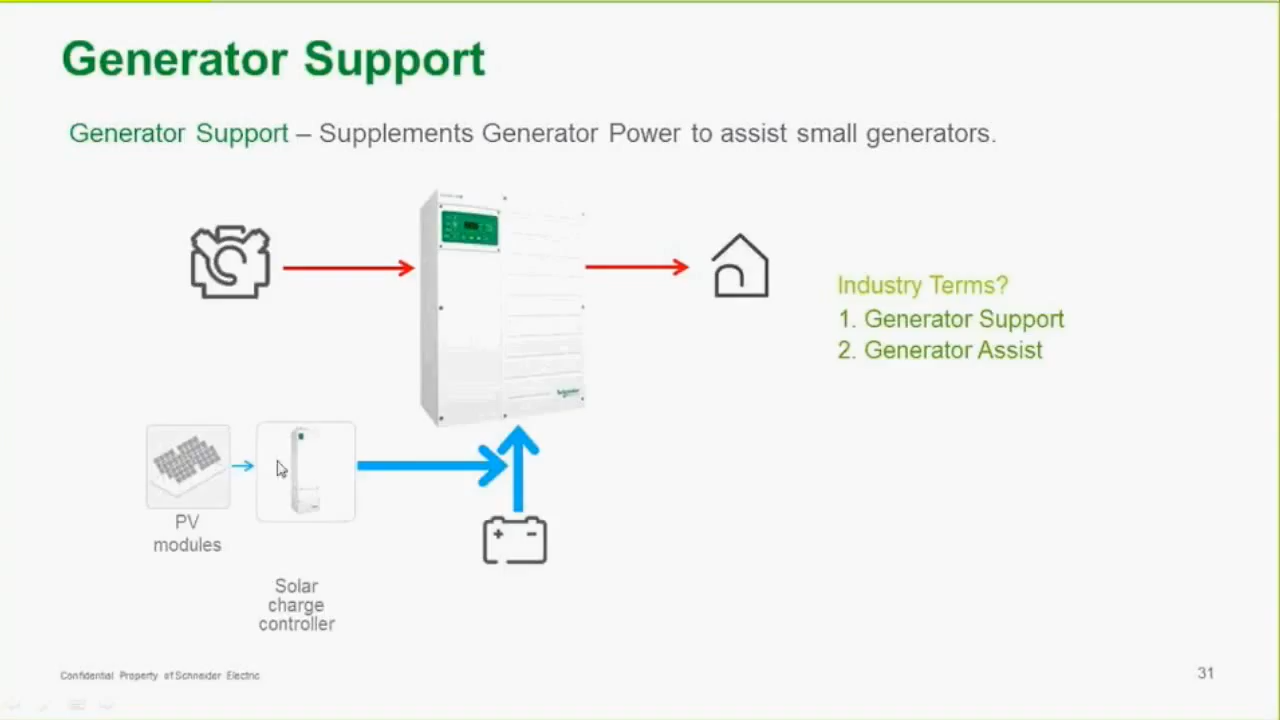 Generator Support
Generator Support – Supplements Generator Power to assist small generators.
Industry Terms?
1. Generator Support
2. Generator Assist
Schneider
+ -
PV
modules
Solar
charge
controller
Confidential Property of Schneider Electric
31